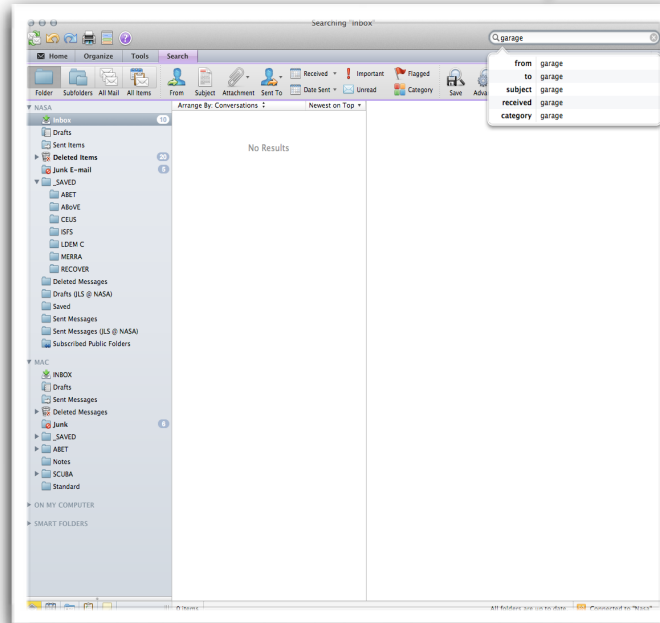 Searching "Inbox"
garage
Home Organize Tools Search
from garage
to garage
subject garage
received garage
category garage
Received Important Flagged
Date Sent Unread Category
Folder Subfolders All Mail All Items From Subject Attachment Sent To Save Adva
NASA
Arrange By: Conversations Newest on Top
Inbox 10
Drafts
Sent Items
No Results
Deleted Items 20
Junk E-mail 6
_SAVED
ABET
ABoVE
CEUS
ISFS
LDEM C
MERRA
RECOVER
Deleted Messages
Drafts (JLS @ NASA)
Saved
Sent Messages
Sent Messages (JLS @ NASA)
Subscribed Public Folders
MAC
INBOX
Drafts
Sent Messages
Deleted Messages
Junk 6
_SAVED
ABET
Notes
SCUBA
Standard
ON MY COMPUTER
SMART FOLDERS
0 items All folders are up to date Connected to "Nasa"